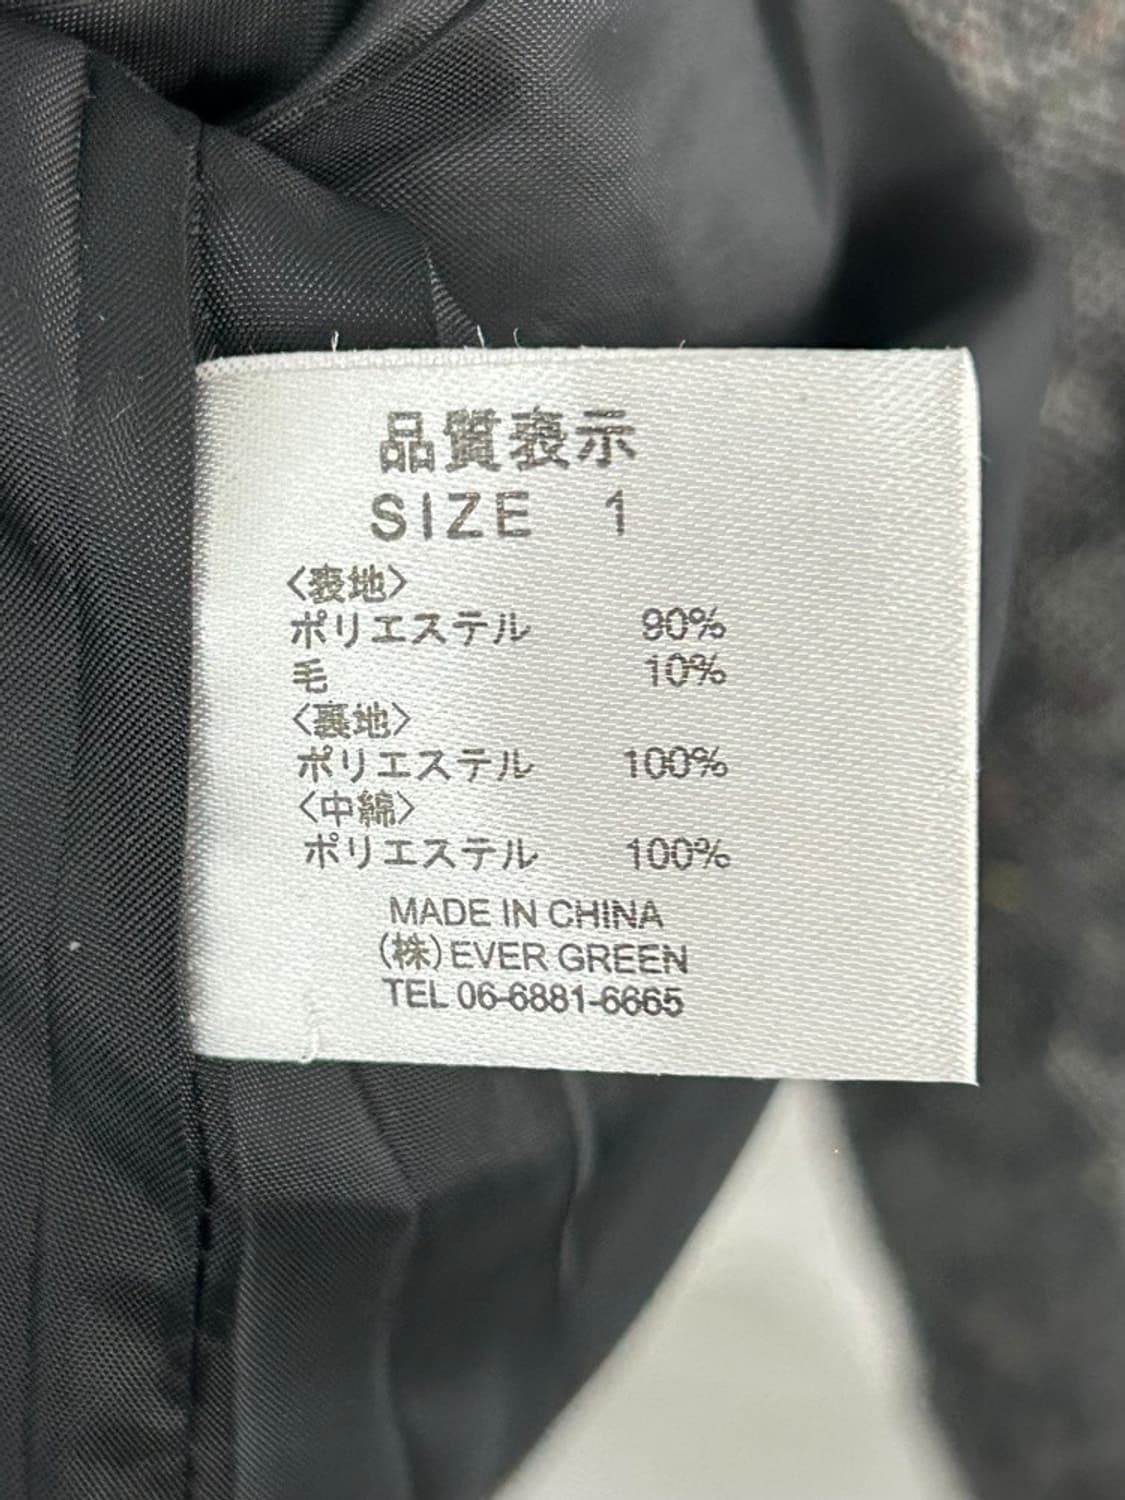 品質表示
SIZE 1
〈表地〉
ポリエステル 90%
毛 10%
〈裏地〉
ポリエステル 100%
〈中綿〉
ポリエステル 100%
MADE IN CHINA
(株)EVER GREEN
TEL 06-6881-6665